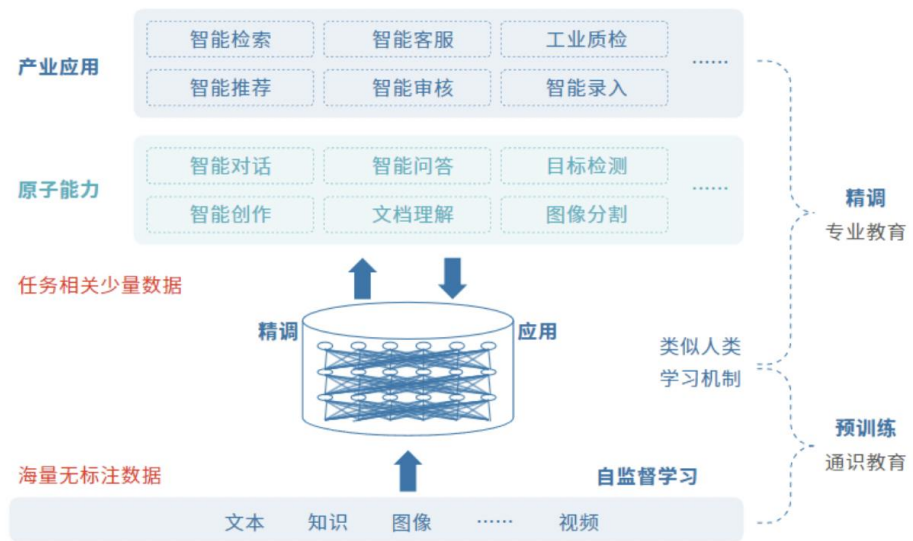 智能检索 智能客服 工业质检
产业应用 ……
智能推荐 智能审核 智能录入
智能对话 智能问答 目标检测
原子能力 ……
智能创作 文档理解 图像分割
精调
专业教育
任务相关少量数据
精调 应用
类似人类
学习机制
预训练
通识教育
海量无标注数据 自监督学习
文本 知识 图像 …… 视频